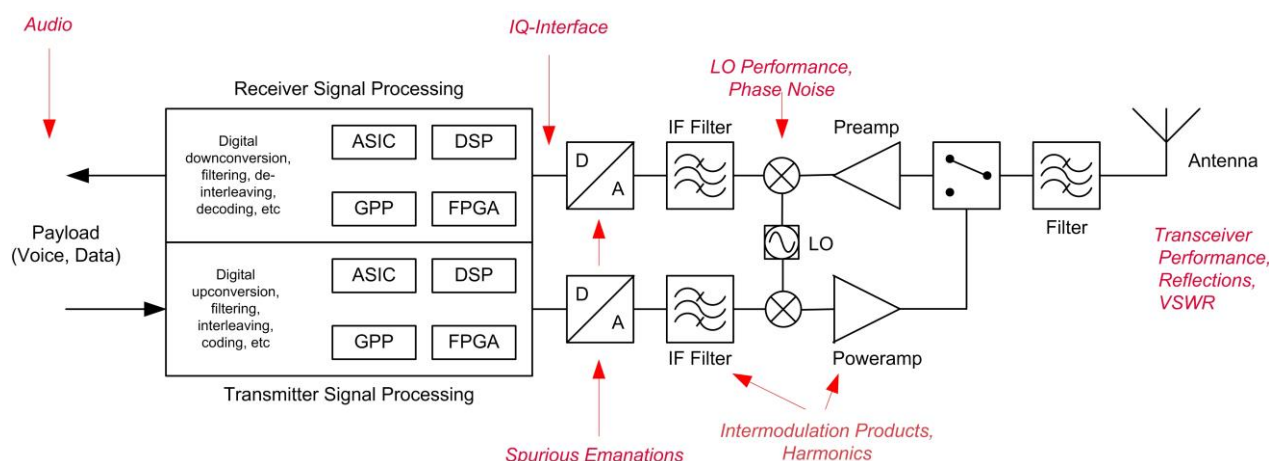 Audio
IQ-Interface
LO Performance,
Phase Noise
Receiver Signal Processing
IF Filter
Preamp
Antenna
Digital
downconversion,
filtering, de-
interleaving,
decoding, etc
ASIC
DSP
GPP
FPGA
D
A
Filter
Payload
(Voice, Data)
LO
Transceiver
Performance,
Reflections,
VSWR
Digital
upconversion,
filtering,
interleaving,
coding, etc
ASIC
DSP
GPP
FPGA
D
A
IF Filter
Poweramp
Transmitter Signal Processing
Spurious Emanations
Intermodulation Products,
Harmonics